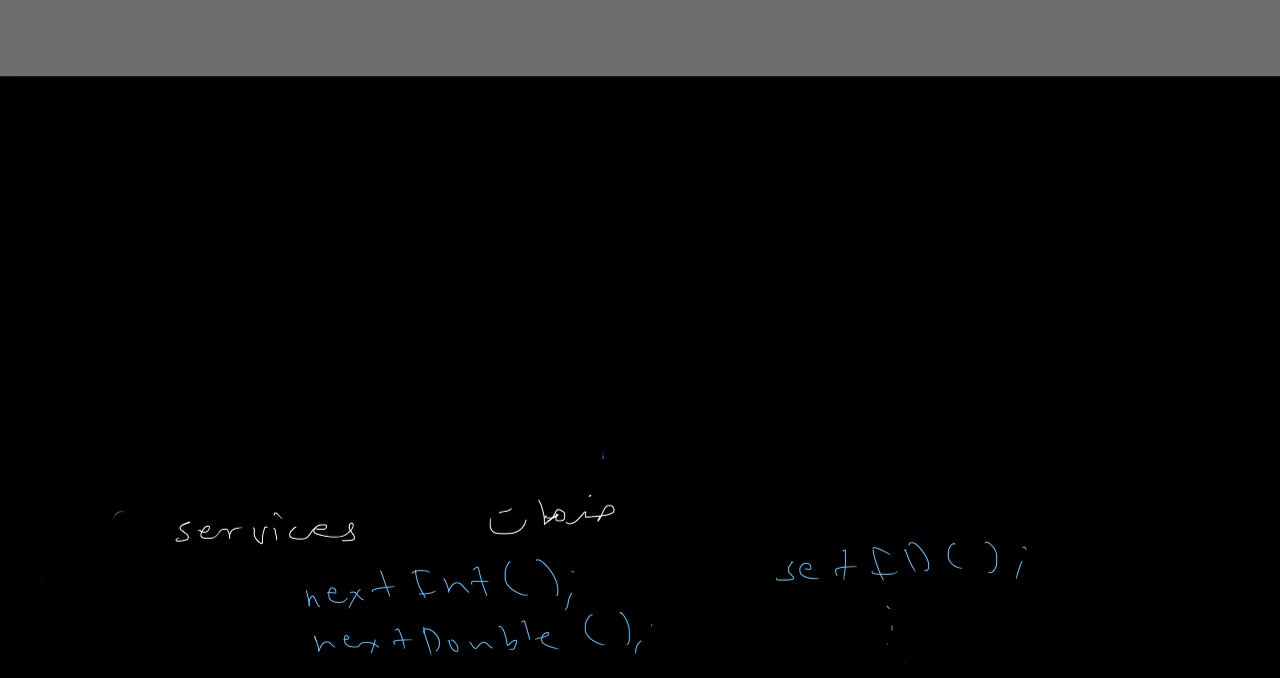 services خدمات
nextInt(); setID();
nextDouble();